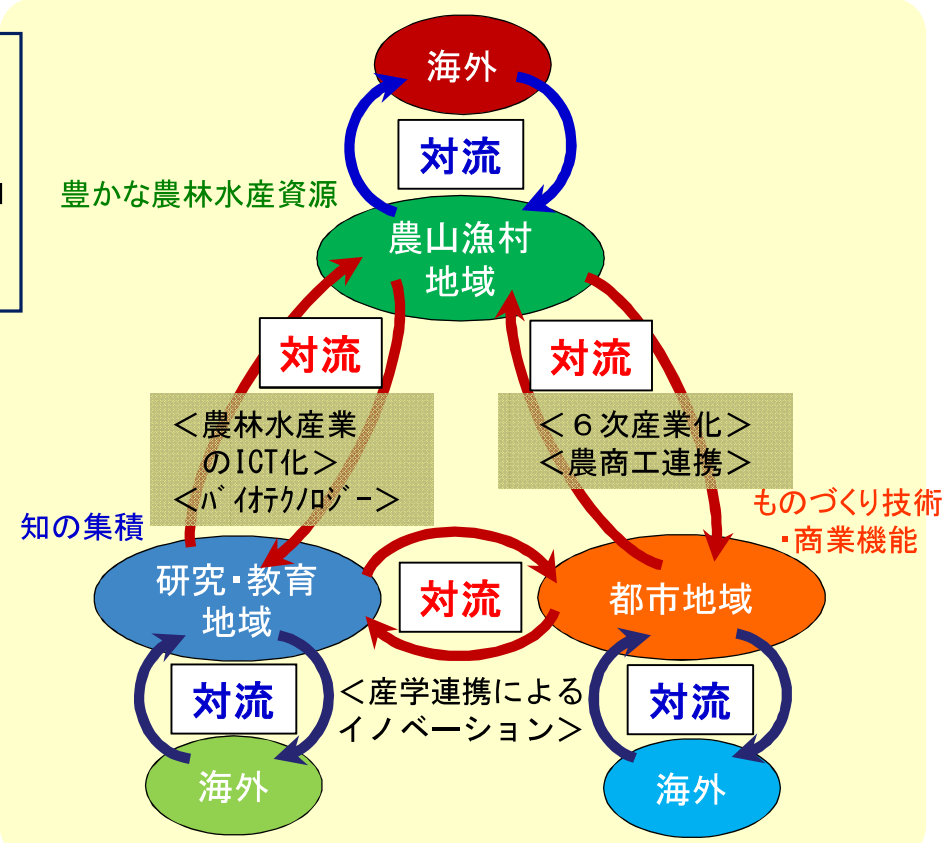 海外
対流
豊かな農林水産資源
農山漁村
地域
対流
対流
＜農林水産業
のICT化＞
＜ﾊﾞｲｵﾃｸﾉﾛｼﾞｰ＞
＜６次産業化＞
＜農商工連携＞
知の集積
ものづくり技術
・商業機能
研究・教育
地域
対流
都市地域
対流
＜産学連携による
イノベーション＞
対流
海外
海外